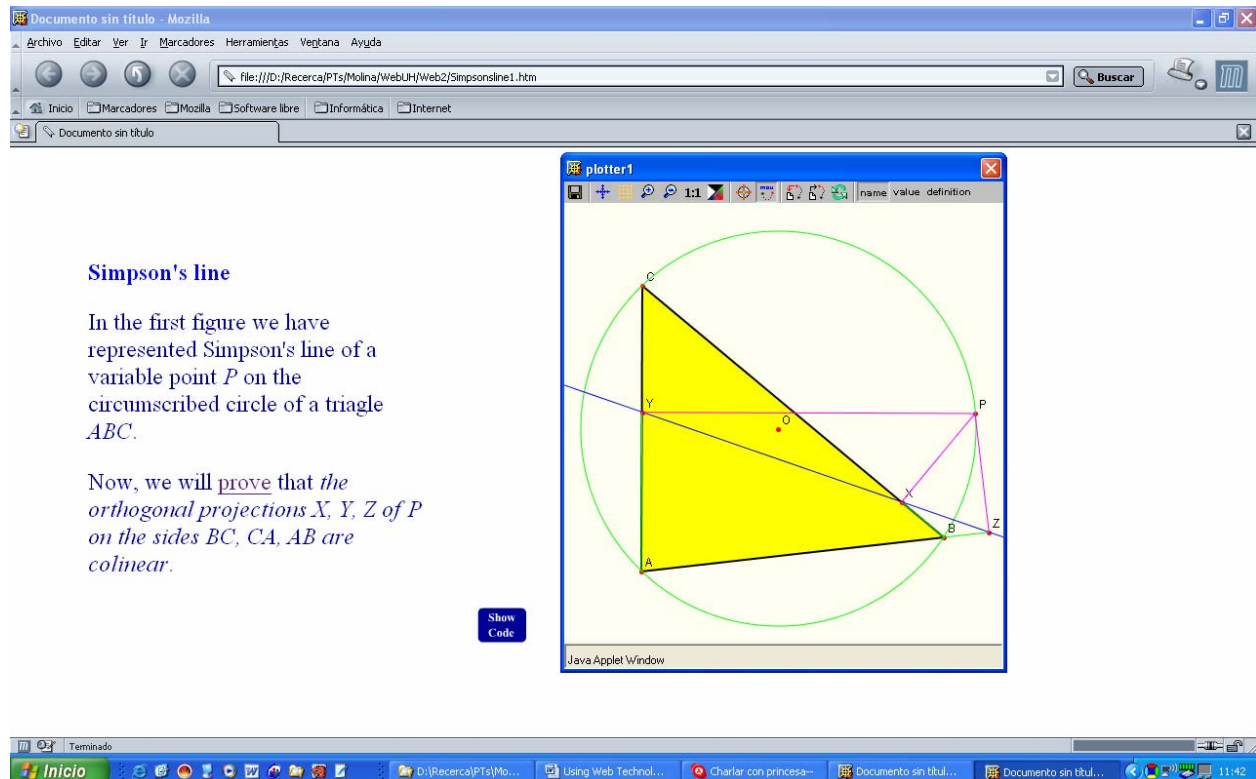 Documento sin título - Mozilla
Archivo Editar Ver Ir Marcadores Herramientas Ventana Ayuda
file:///D:/Recerca/PTs/Molina/WebUH/Web2/Simpsonsline1.htm
Buscar
Inicio Marcadores Mozilla Software libre Informática Internet
Documento sin título
plotter1
1:1 mou name value definition
Simpson's line
In the first figure we have
represented Simpson's line of a
variable point P on the
circumscribed circle of a triagle
ABC.
Now, we will prove that the
orthogonal projections X, Y, Z of P
on the sides BC, CA, AB are
colinear.
Show
Code
C
Y
P
O
X
B
Z
A
Java Applet Window
Terminado
Inicio D:\Recerca\PTs\Mo... Using Web Technol... Charlar con princesa-- Documento sin títul... Documento sin títul... 11:42